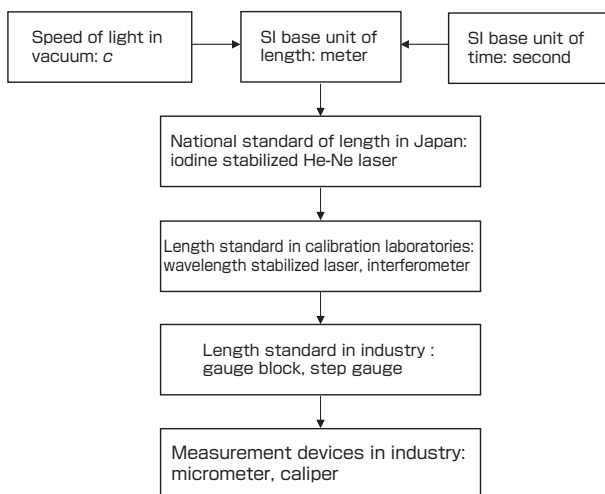 Speed of light in
vacuum: c
SI base unit of
length: meter
SI base unit of
time: second
National standard of length in Japan:
iodine stabilized He-Ne laser
Length standard in calibration laboratories:
wavelength stabilized laser, interferometer
Length standard in industry :
gauge block, step gauge
Measurement devices in industry:
micrometer, caliper